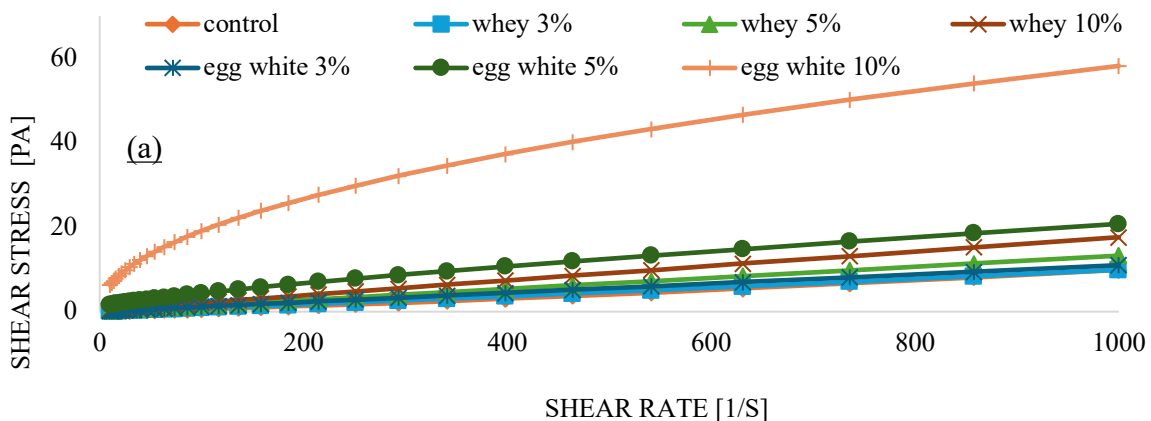 control whey 3% whey 5% whey 10%
egg white 3% egg white 5% egg white 10%
60
40
20
0
(a)
SHEAR STRESS [PA]
0 200 400 600 800 1000
SHEAR RATE [1/S]